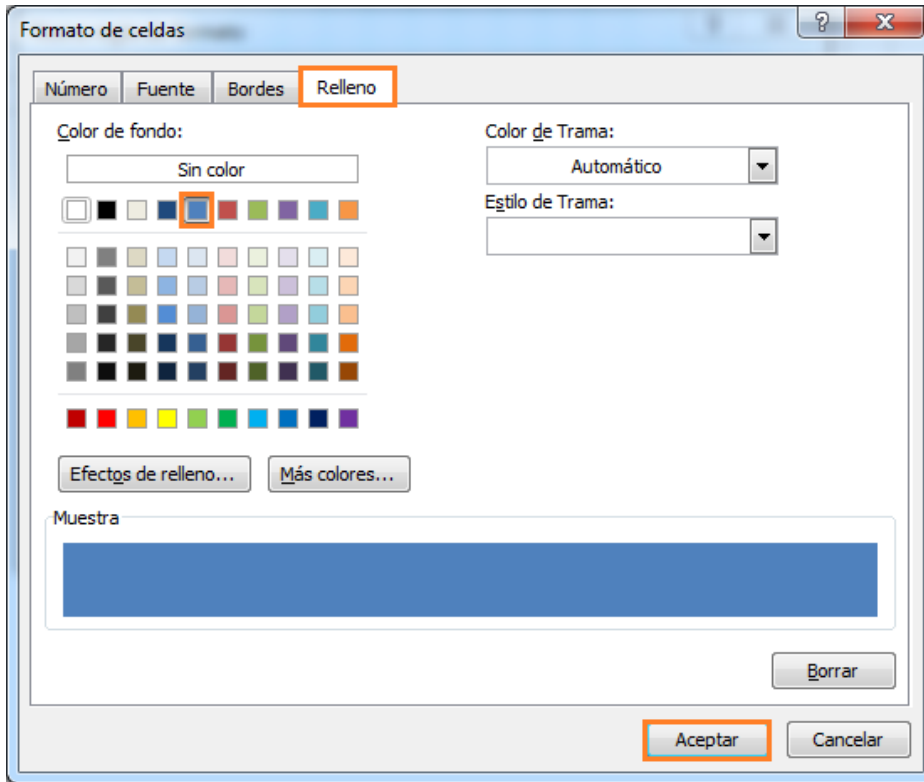 Formato de celdas
Número Fuente Bordes Relleno
Color de fondo:
Sin color
Color de Trama:
Automático
Estilo de Trama:
Efectos de relleno... Más colores...
Muestra
Borrar
Aceptar Cancelar